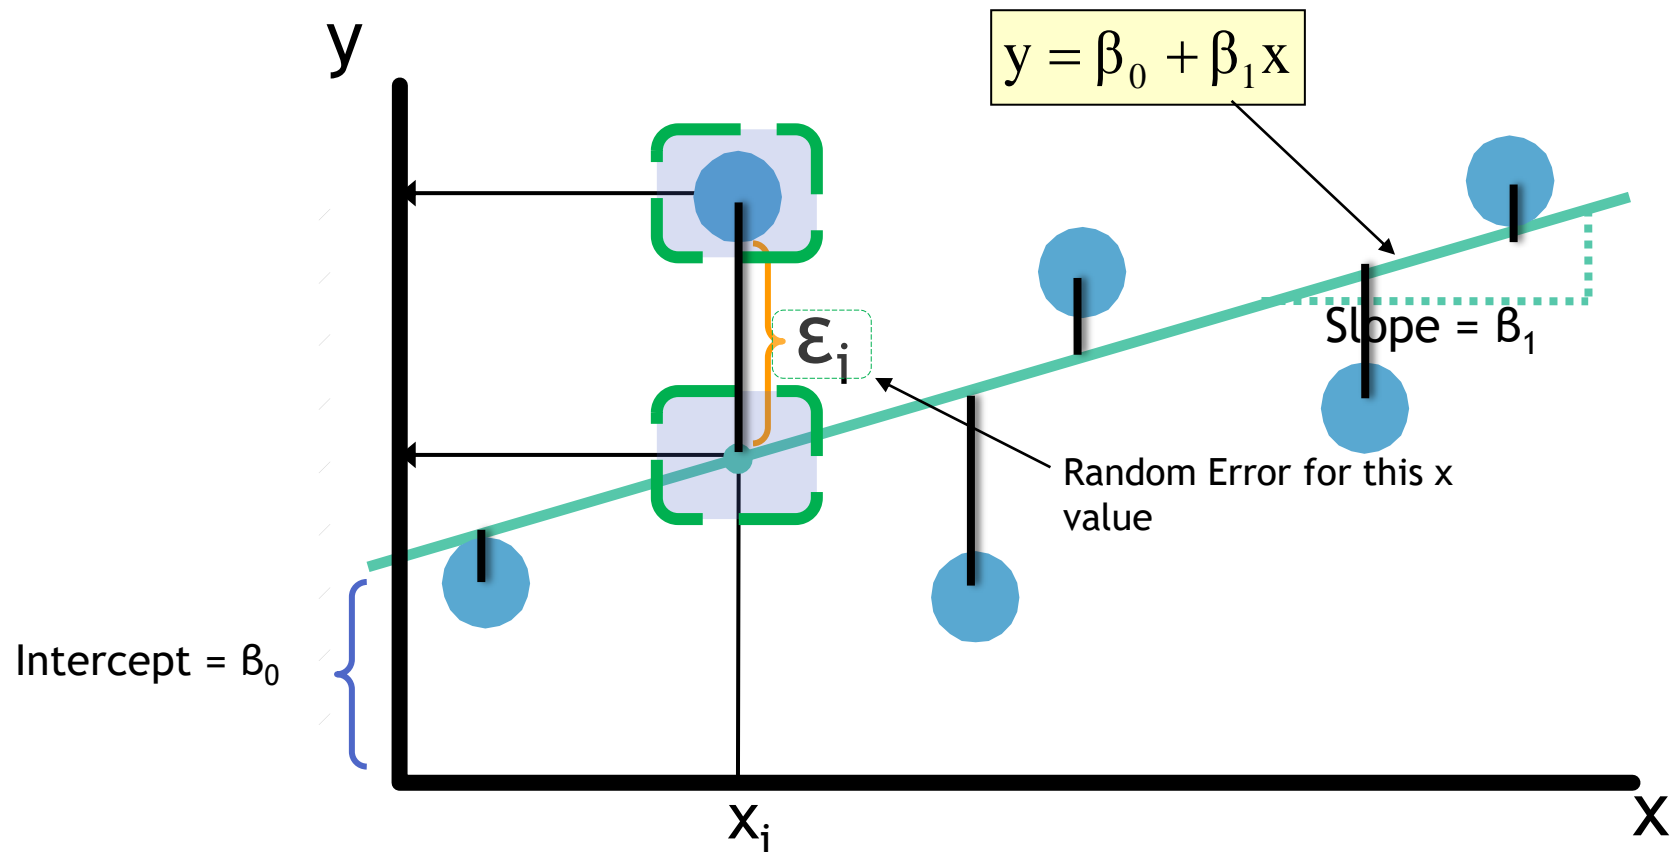 y
y = β₀ + β₁x
εᵢ
Slope = β₁
Random Error for this x
value
Intercept = β₀
xᵢ
x